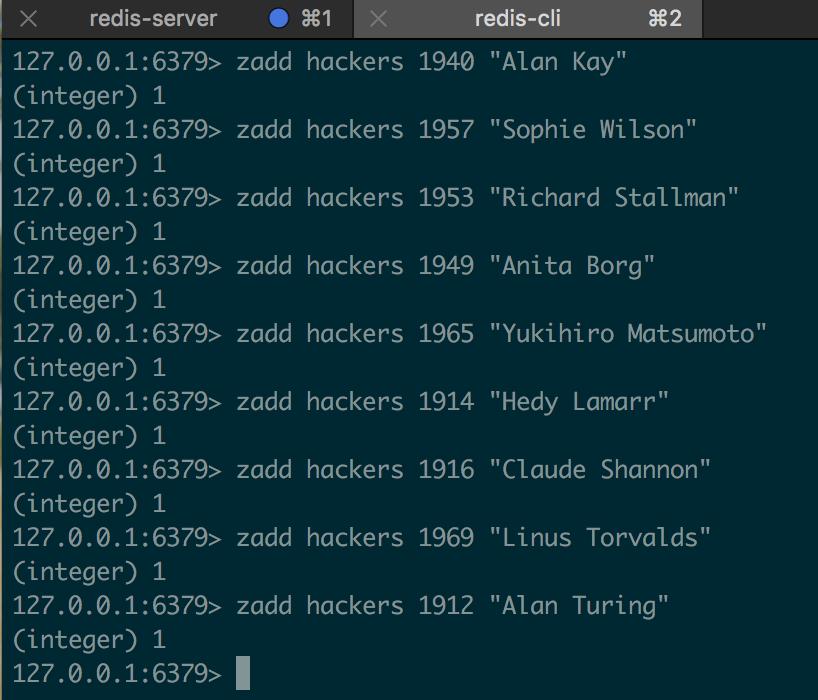 redis-server ⌘1 redis-cli ⌘2
127.0.0.1:6379> zadd hackers 1940 "Alan Kay"
(integer) 1
127.0.0.1:6379> zadd hackers 1957 "Sophie Wilson"
(integer) 1
127.0.0.1:6379> zadd hackers 1953 "Richard Stallman"
(integer) 1
127.0.0.1:6379> zadd hackers 1949 "Anita Borg"
(integer) 1
127.0.0.1:6379> zadd hackers 1965 "Yukihiro Matsumoto"
(integer) 1
127.0.0.1:6379> zadd hackers 1914 "Hedy Lamarr"
(integer) 1
127.0.0.1:6379> zadd hackers 1916 "Claude Shannon"
(integer) 1
127.0.0.1:6379> zadd hackers 1969 "Linus Torvalds"
(integer) 1
127.0.0.1:6379> zadd hackers 1912 "Alan Turing"
(integer) 1
127.0.0.1:6379>